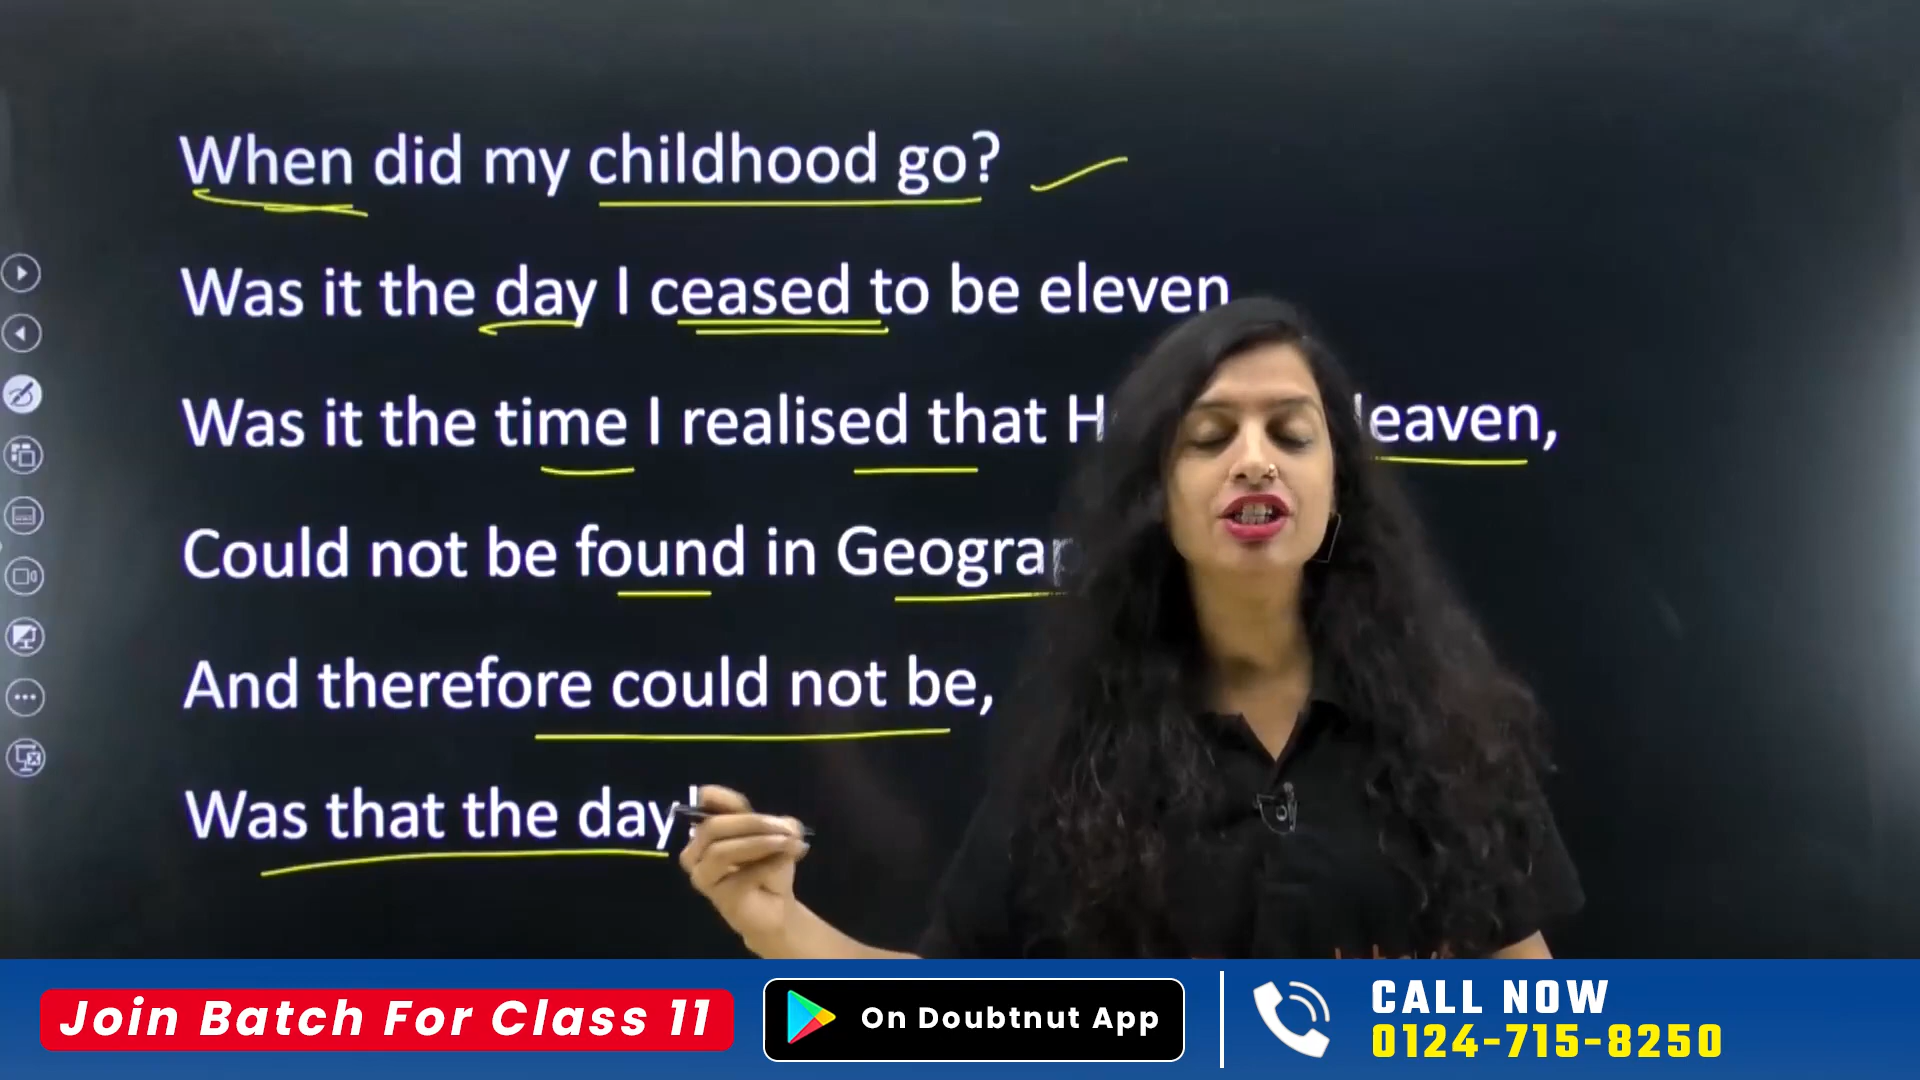 When did my childhood go?
Was it the day I ceased to be eleven
Was it the time I realised that
Could not be found in
And therefore could not be,
Was that the day!
Join Batch For Class 11
On Doubtnut App
CALL NOW
0124-715-8250